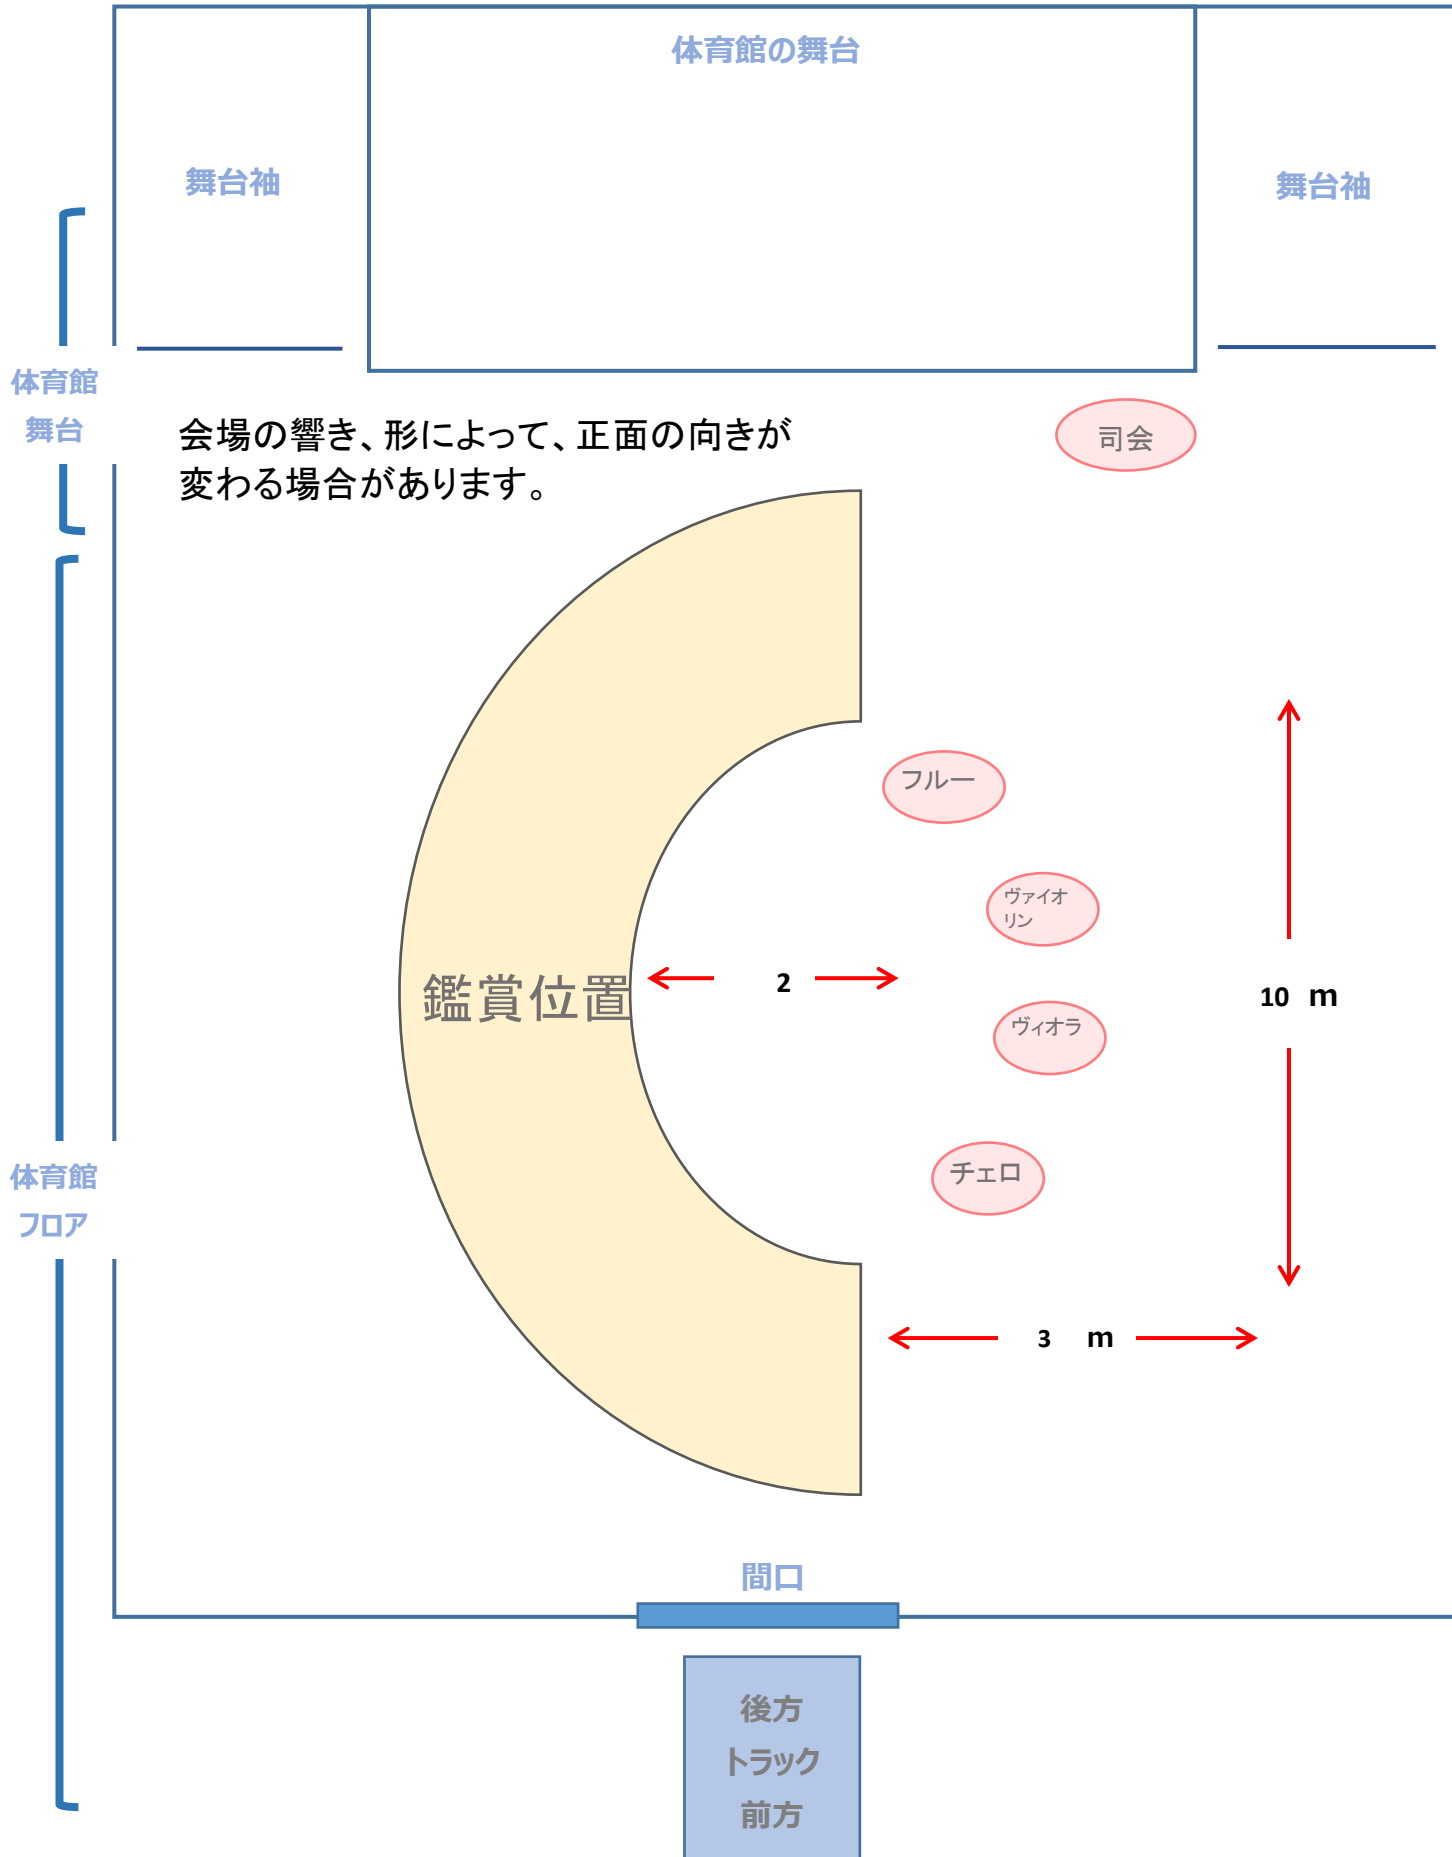 体育館の舞台
舞台袖
舞台袖
体育館
舞台
会場の響き、形によって、正面の向きが
変わる場合があります。
司会
フルー
ヴァイオ
リン
鑑賞位置
2
10 m
ヴィオラ
チェロ
体育館
フロア
3 m
間口
後方
トラック
前方